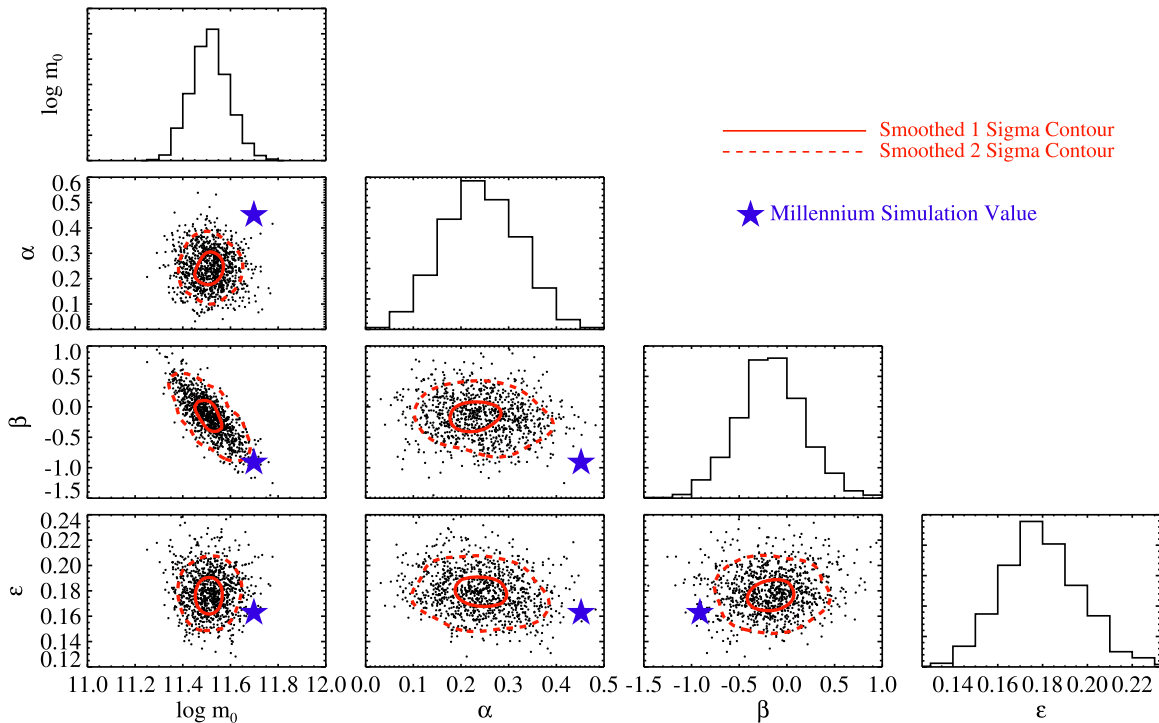 log m₀
Smoothed 1 Sigma Contour
Smoothed 2 Sigma Contour
Millennium Simulation Value
α
0.6
0.5
0.4
0.3
0.2
0.1
0.0
β
1.0
0.5
0.0
-0.5
-1.0
-1.5
ε
0.24
0.22
0.20
0.18
0.16
0.14
0.12
11.0 11.2 11.4 11.6 11.8 12.0 0.0 0.1 0.2 0.3 0.4 0.5 -1.5 -1.0 -0.5 0.0 0.5 1.0 0.14 0.16 0.18 0.20 0.22
log m₀ α β ε